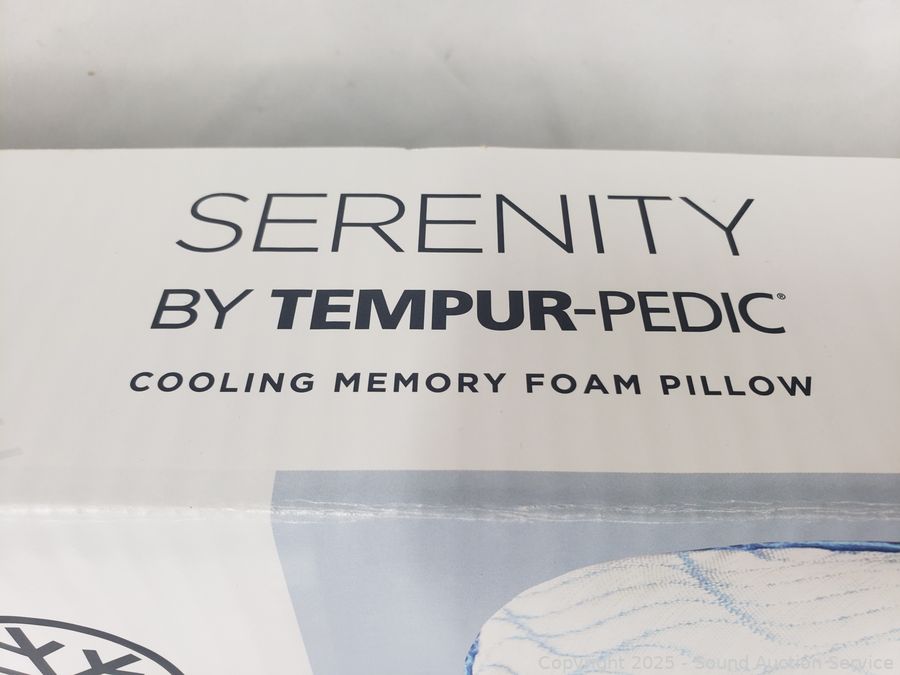 SERENITY
BY TEMPUR-PEDIC®
COOLING MEMORY FOAM PILLOW
Copyright 2025 - Sound Auction Service